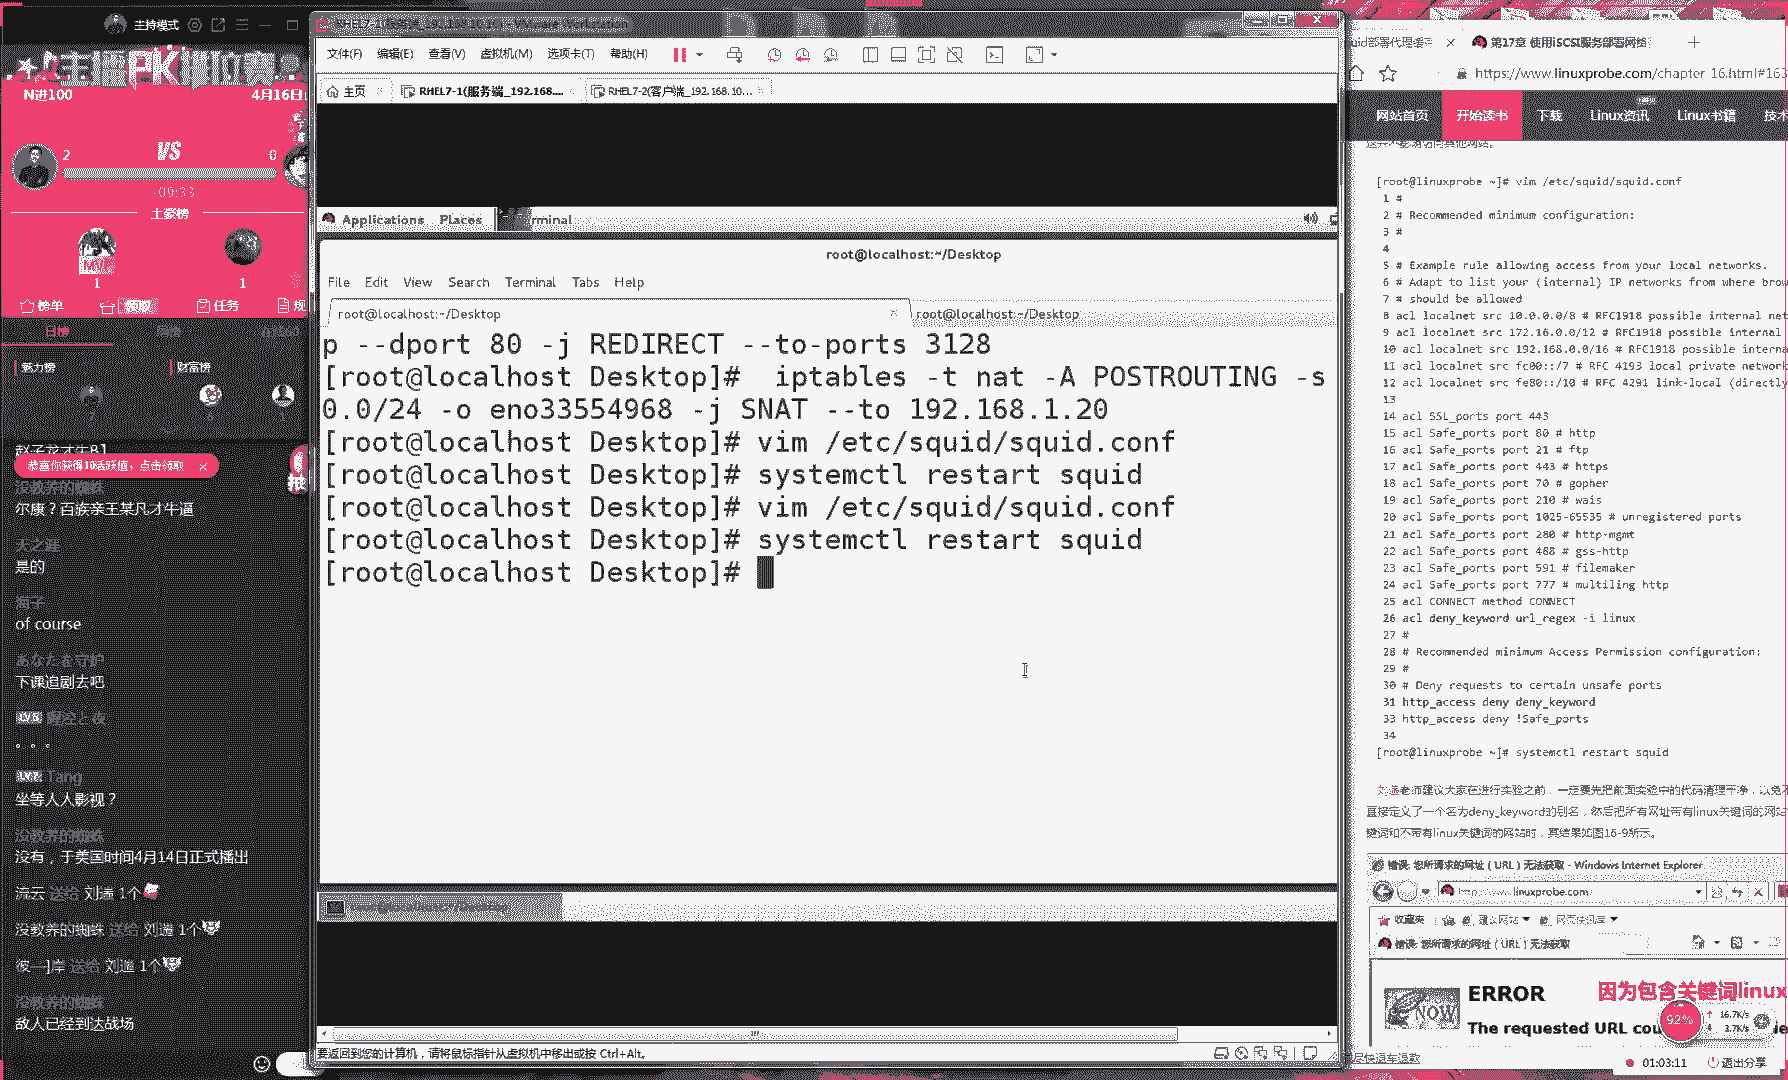 主持模式
主播PK排位赛
N进100
4月16日
2
VS
0
09:33
土豪榜
MVP
1
1
榜单
领取
任务
规
日榜
周榜
魅力榜
财富榜
恭喜你获得10活跃值，点击领取
没教养的蜘蛛
尔康？百族亲王某凡才牛逼
天之涯
是的
海子
of course
あなたを守护
下课追剧去吧
。。。
Tang
坐等人人影视？
没教养的蜘蛛
没有，于美国时间4月14日正式播出
流云 送给 刘遄 1个
没教养的蜘蛛 送给 刘遄 1个
彼—]岸 送给 刘遄 1个
没教养的蜘蛛
敌人已经到达战场
文件(F) 编辑(E) 查看(V) 虚拟机(M) 选项卡(T) 帮助(H)
主页
RHEL7-1(服务端_192.168....
RHEL7-2(客户端_192.168.10...
Applications Places
root@localhost:~/Desktop
File Edit View Search Terminal Tabs Help
root@localhost:~/Desktop
root@localhost:~/Desktop
p --dport 80 -j REDIRECT --to-ports 3128
[root@localhost Desktop]#  iptables -t nat -A POSTROUTING -s
0.0/24 -o eno33554968 -j SNAT --to 192.168.1.20
[root@localhost Desktop]# vim /etc/squid/squid.conf
[root@localhost Desktop]# systemctl restart squid
[root@localhost Desktop]# vim /etc/squid/squid.conf
[root@localhost Desktop]# systemctl restart squid
[root@localhost Desktop]#
要返回到您的计算机，请将鼠标指针从虚拟机中移出或按 Ctrl+Alt。
uid部署代理缓存
第17章 使用iSCSI服务部署网络
https://www.linuxprobe.com/chapter-16.html#163
网站首页 开始读书 下载 Linux资讯 Linux书籍 技术
[root@linuxprobe ~]# vim /etc/squid/squid.conf
1 #
2 # Recommended minimum configuration:
3 #
4
5 # Example rule allowing access from your local networks.
6 # Adapt to list your (internal) IP networks from where brow
7 # should be allowed
8 acl localnet src 10.0.0.0/8 # RFC1918 possible internal net
9 acl localnet src 172.16.0.0/12 # RFC1918 possible internal
10 acl localnet src 192.168.0.0/16 # RFC1918 possible interna
11 acl localnet src fc00::/7 # RFC 4193 local private network
12 acl localnet src fe80::/10 # RFC 4291 link-local (directly
13
14 acl SSL_ports port 443
15 acl Safe_ports port 80 # http
16 acl Safe_ports port 21 # ftp
17 acl Safe_ports port 443 # https
18 acl Safe_ports port 70 # gopher
19 acl Safe_ports port 210 # wais
20 acl Safe_ports port 1025-65535 # unregistered ports
21 acl Safe_ports port 280 # http-mgmt
22 acl Safe_ports port 488 # gss-http
23 acl Safe_ports port 591 # filemaker
24 acl Safe_ports port 777 # multiling http
25 acl CONNECT method CONNECT
26 acl deny_keyword url_regex -i linux
27 #
28 # Recommended minimum Access Permission configuration:
29 #
30 # Deny requests to certain unsafe ports
31 http_access deny deny_keyword
33 http_access deny !Safe_ports
34
[root@linuxprobe ~]# systemctl restart squid
刘遄老师建议大家在进行实验之前，一定要先把前面实验中的代码清理干净，以免不
直接定义了一个名为deny_keyword的别名，然后把所有网址带有linux关键词的网站
键词和不带有linux关键词的网站时，其结果如图16-9所示。
错误: 您所请求的网址（URL）无法获取 - Windows Internet Explorer
http://www.linuxprobe.com/
收藏夹 建议网站 网页快讯库
错误: 您所请求的网址（URL）无法获取
ERROR
因为包含关键词linux
The requested URL cou
NOW
92%
16.7K/s
3.7K/s
01:03:11
退出分享